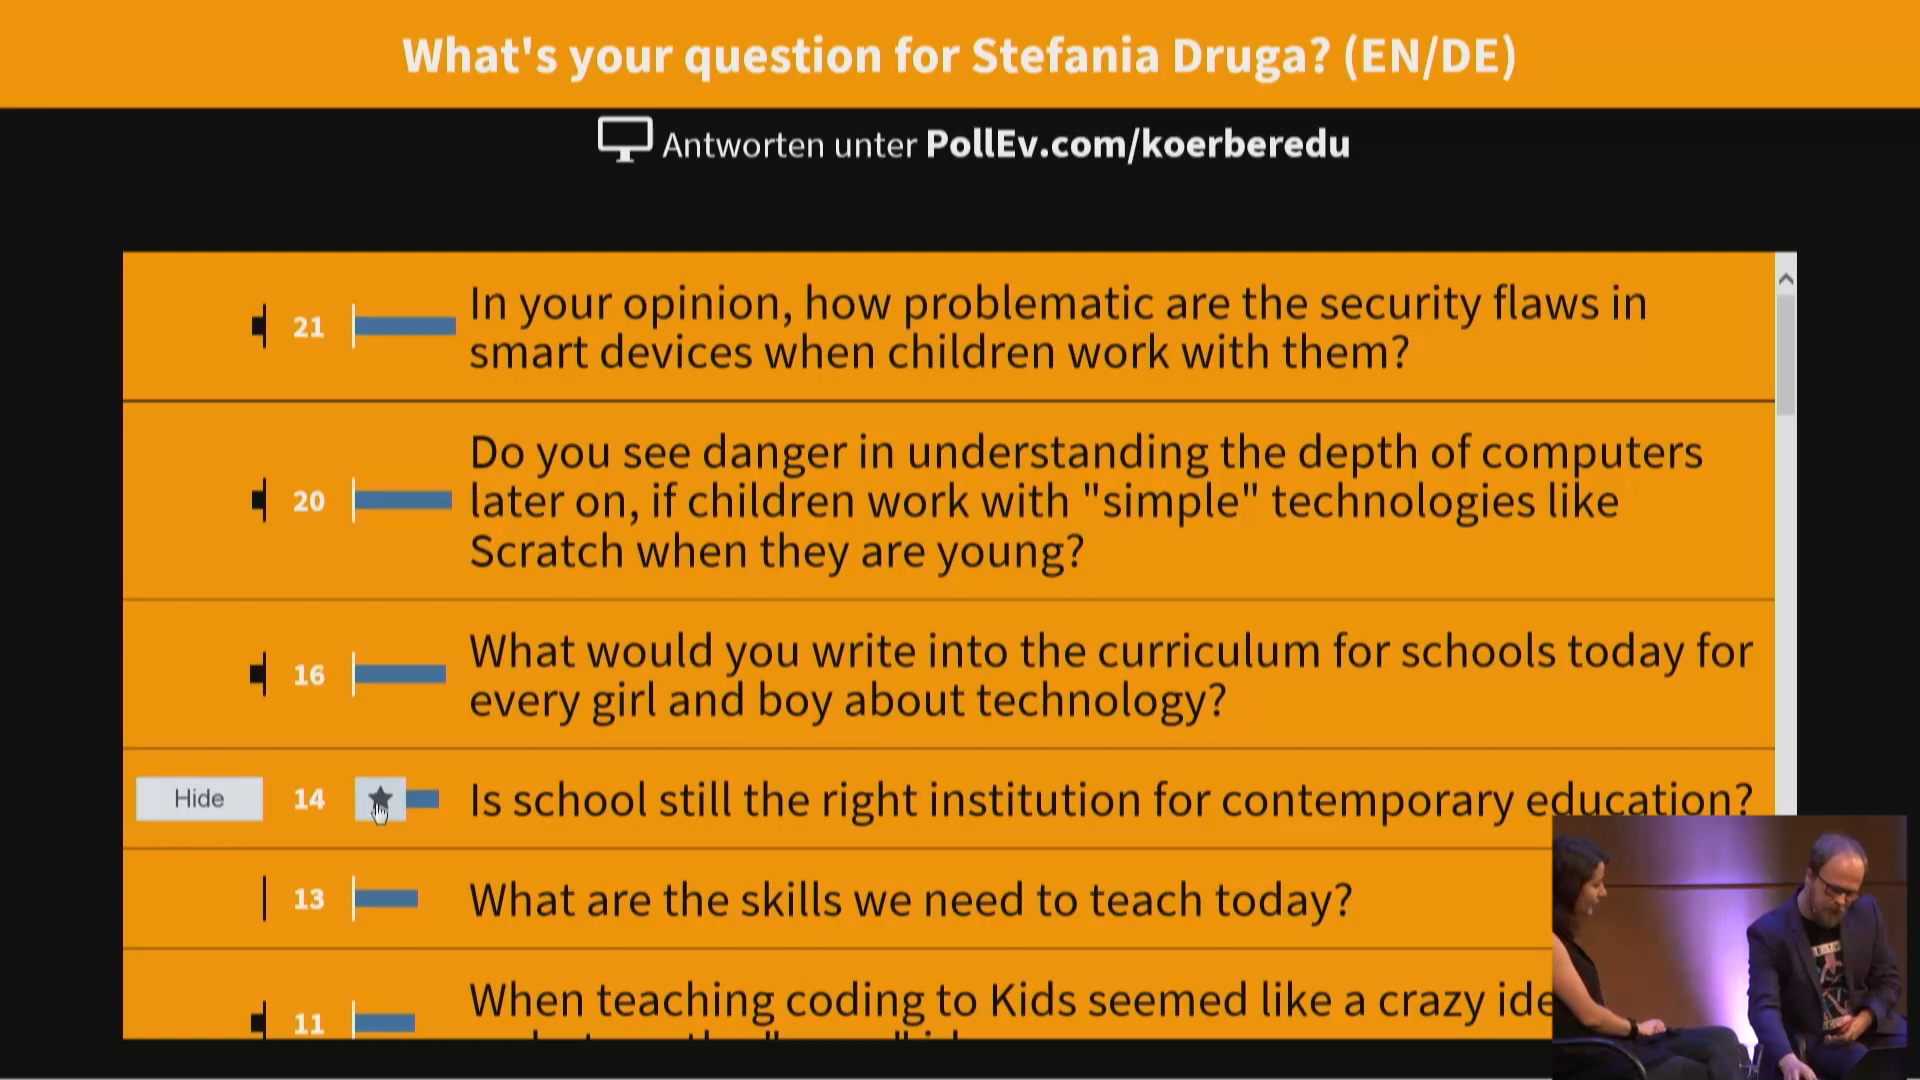 What's your question for Stefania Druga? (EN/DE)
Antworten unter PollEv.com/koerberedu
21
In your opinion, how problematic are the security flaws in
smart devices when children work with them?
20
Do you see danger in understanding the depth of computers
later on, if children work with "simple" technologies like
Scratch when they are young?
16
What would you write into the curriculum for schools today for
every girl and boy about technology?
Hide
14
Is school still the right institution for contemporary education?
13
What are the skills we need to teach today?
11
When teaching coding to Kids seemed like a crazy